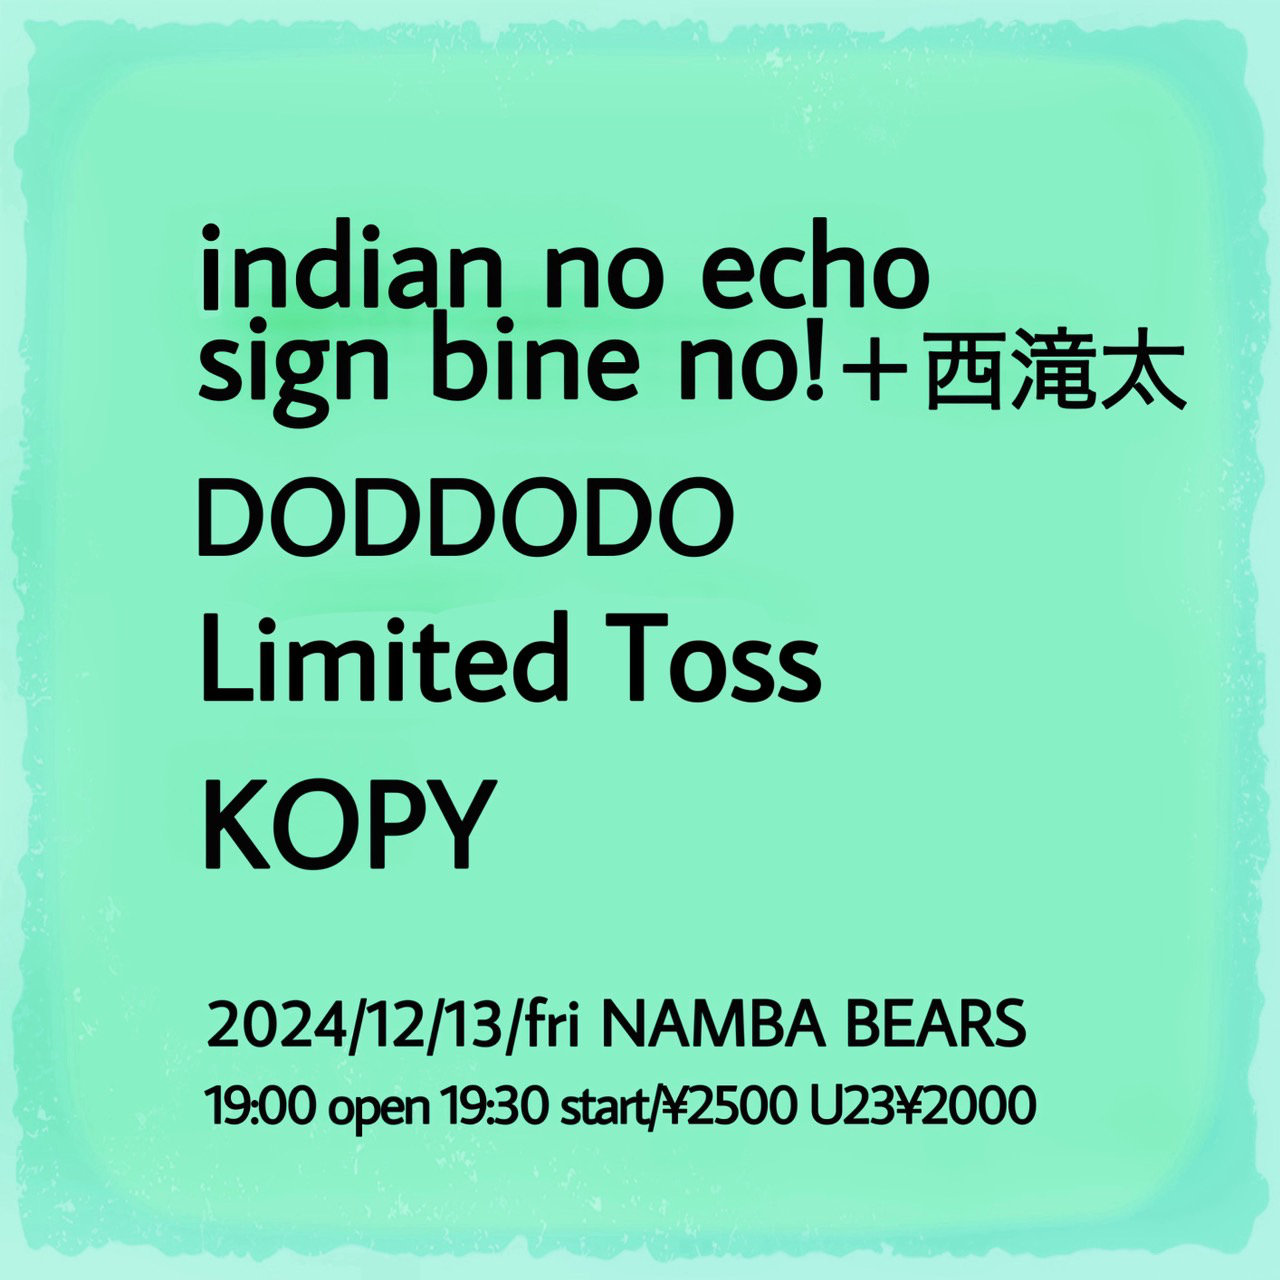 indian no echo
sign bine no!＋西滝太
DODDODO
Limited Toss
KOPY
2024/12/13/fri NAMBA BEARS
19:00 open 19:30 start/¥2500 U23¥2000